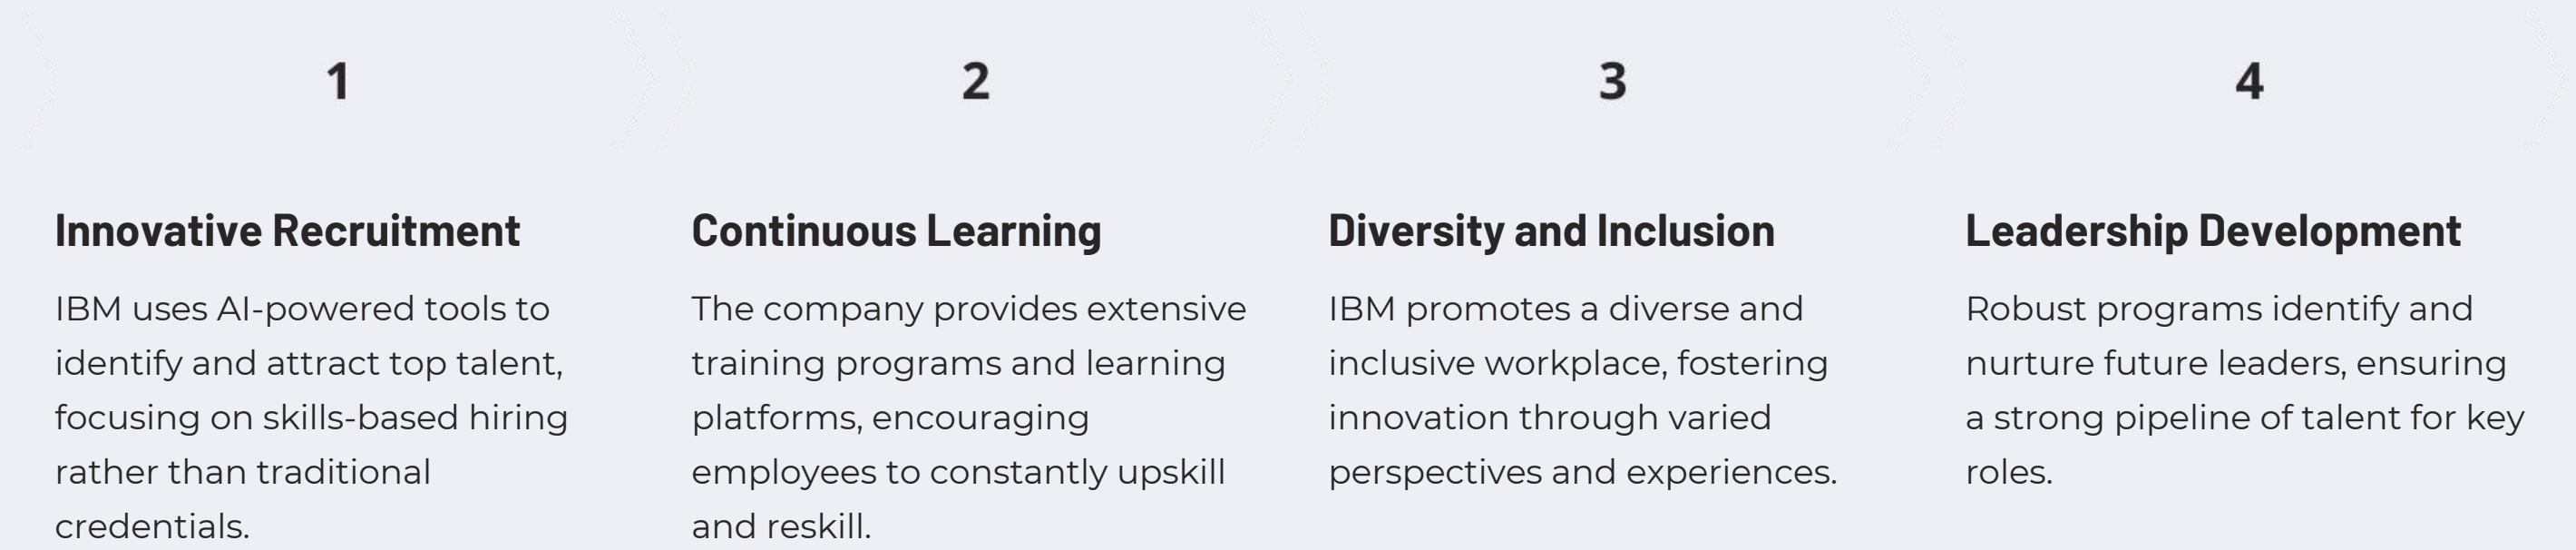 1
Innovative Recruitment
IBM uses AI-powered tools to
identify and attract top talent,
focusing on skills-based hiring
rather than traditional
credentials.
2
Continuous Learning
The company provides extensive
training programs and learning
platforms, encouraging
employees to constantly upskill
and reskill.
3
Diversity and Inclusion
IBM promotes a diverse and
inclusive workplace, fostering
innovation through varied
perspectives and experiences.
4
Leadership Development
Robust programs identify and
nurture future leaders, ensuring
a strong pipeline of talent for key
roles.